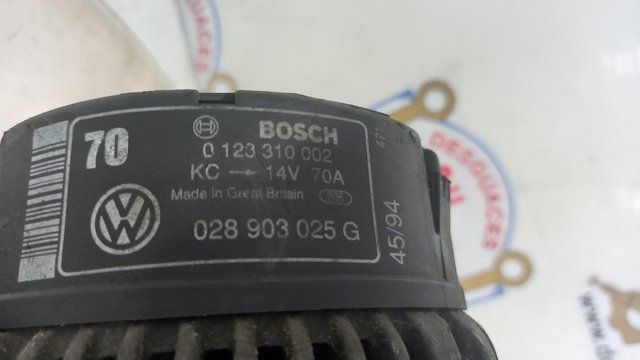 70
BOSCH
0 123 310 002
KC → 14V 70A
Made in Great Britain
028 903 025 G
45/94
471
DESGUACES